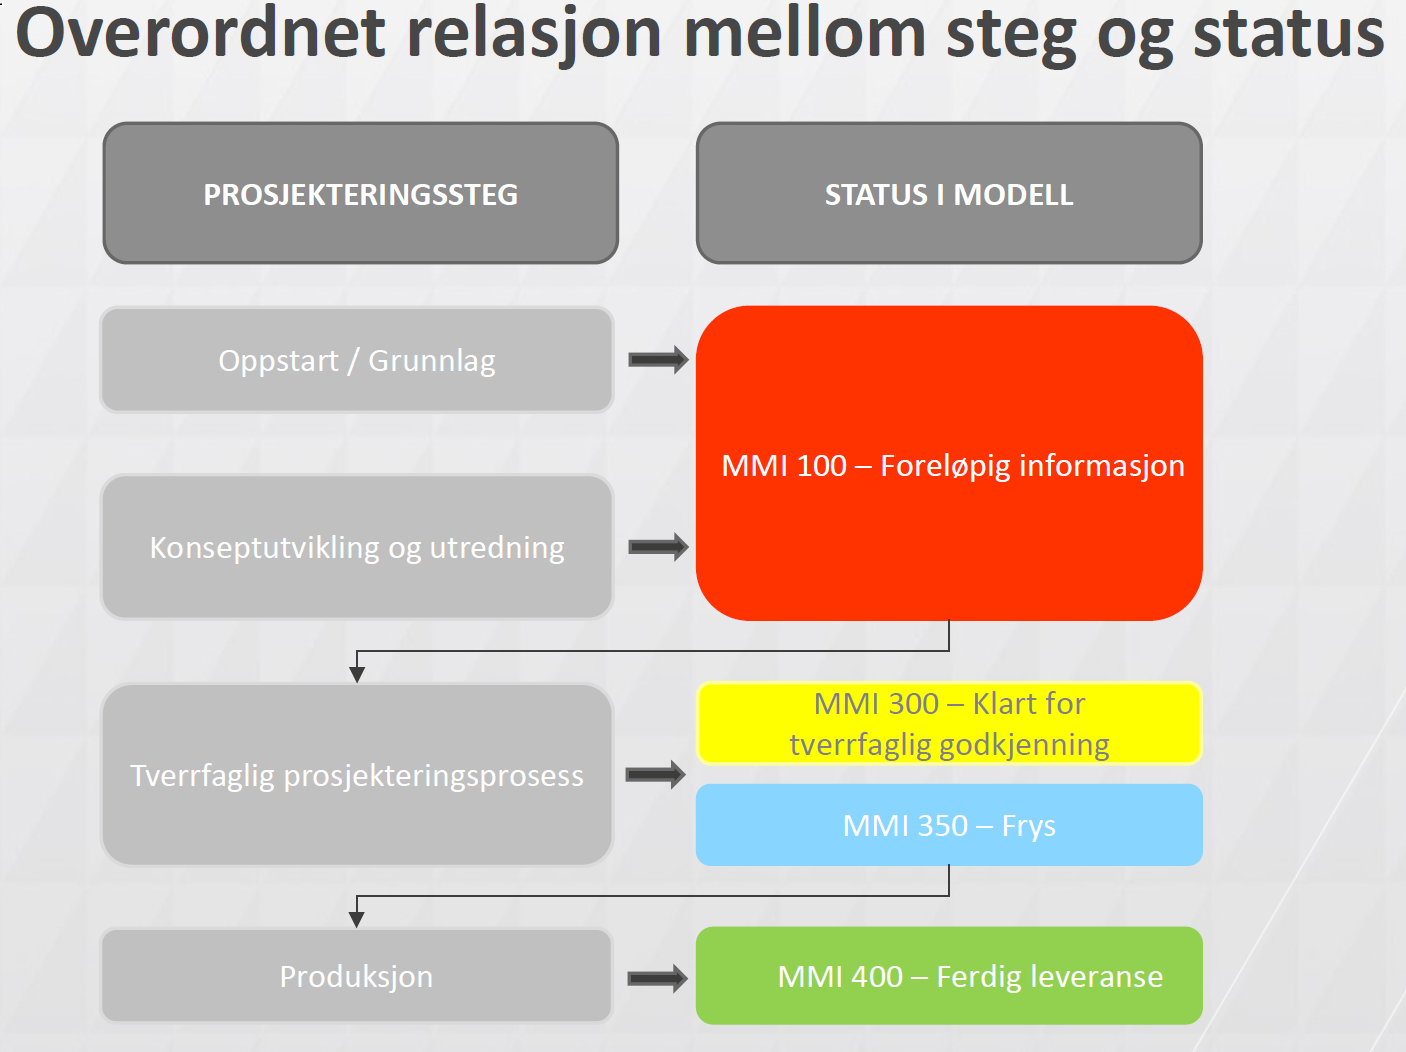 Overordnet relasjon mellom steg og status
PROSJEKTERINGSSTEG
STATUS I MODELL
Oppstart / Grunnlag
MMI 100 – Foreløpig informasjon
Konseptutvikling og utredning
Tverrfaglig prosjekteringsprosess
MMI 300 – Klart for
tverrfaglig godkjenning
MMI 350 – Frys
Produksjon
MMI 400 – Ferdig leveranse